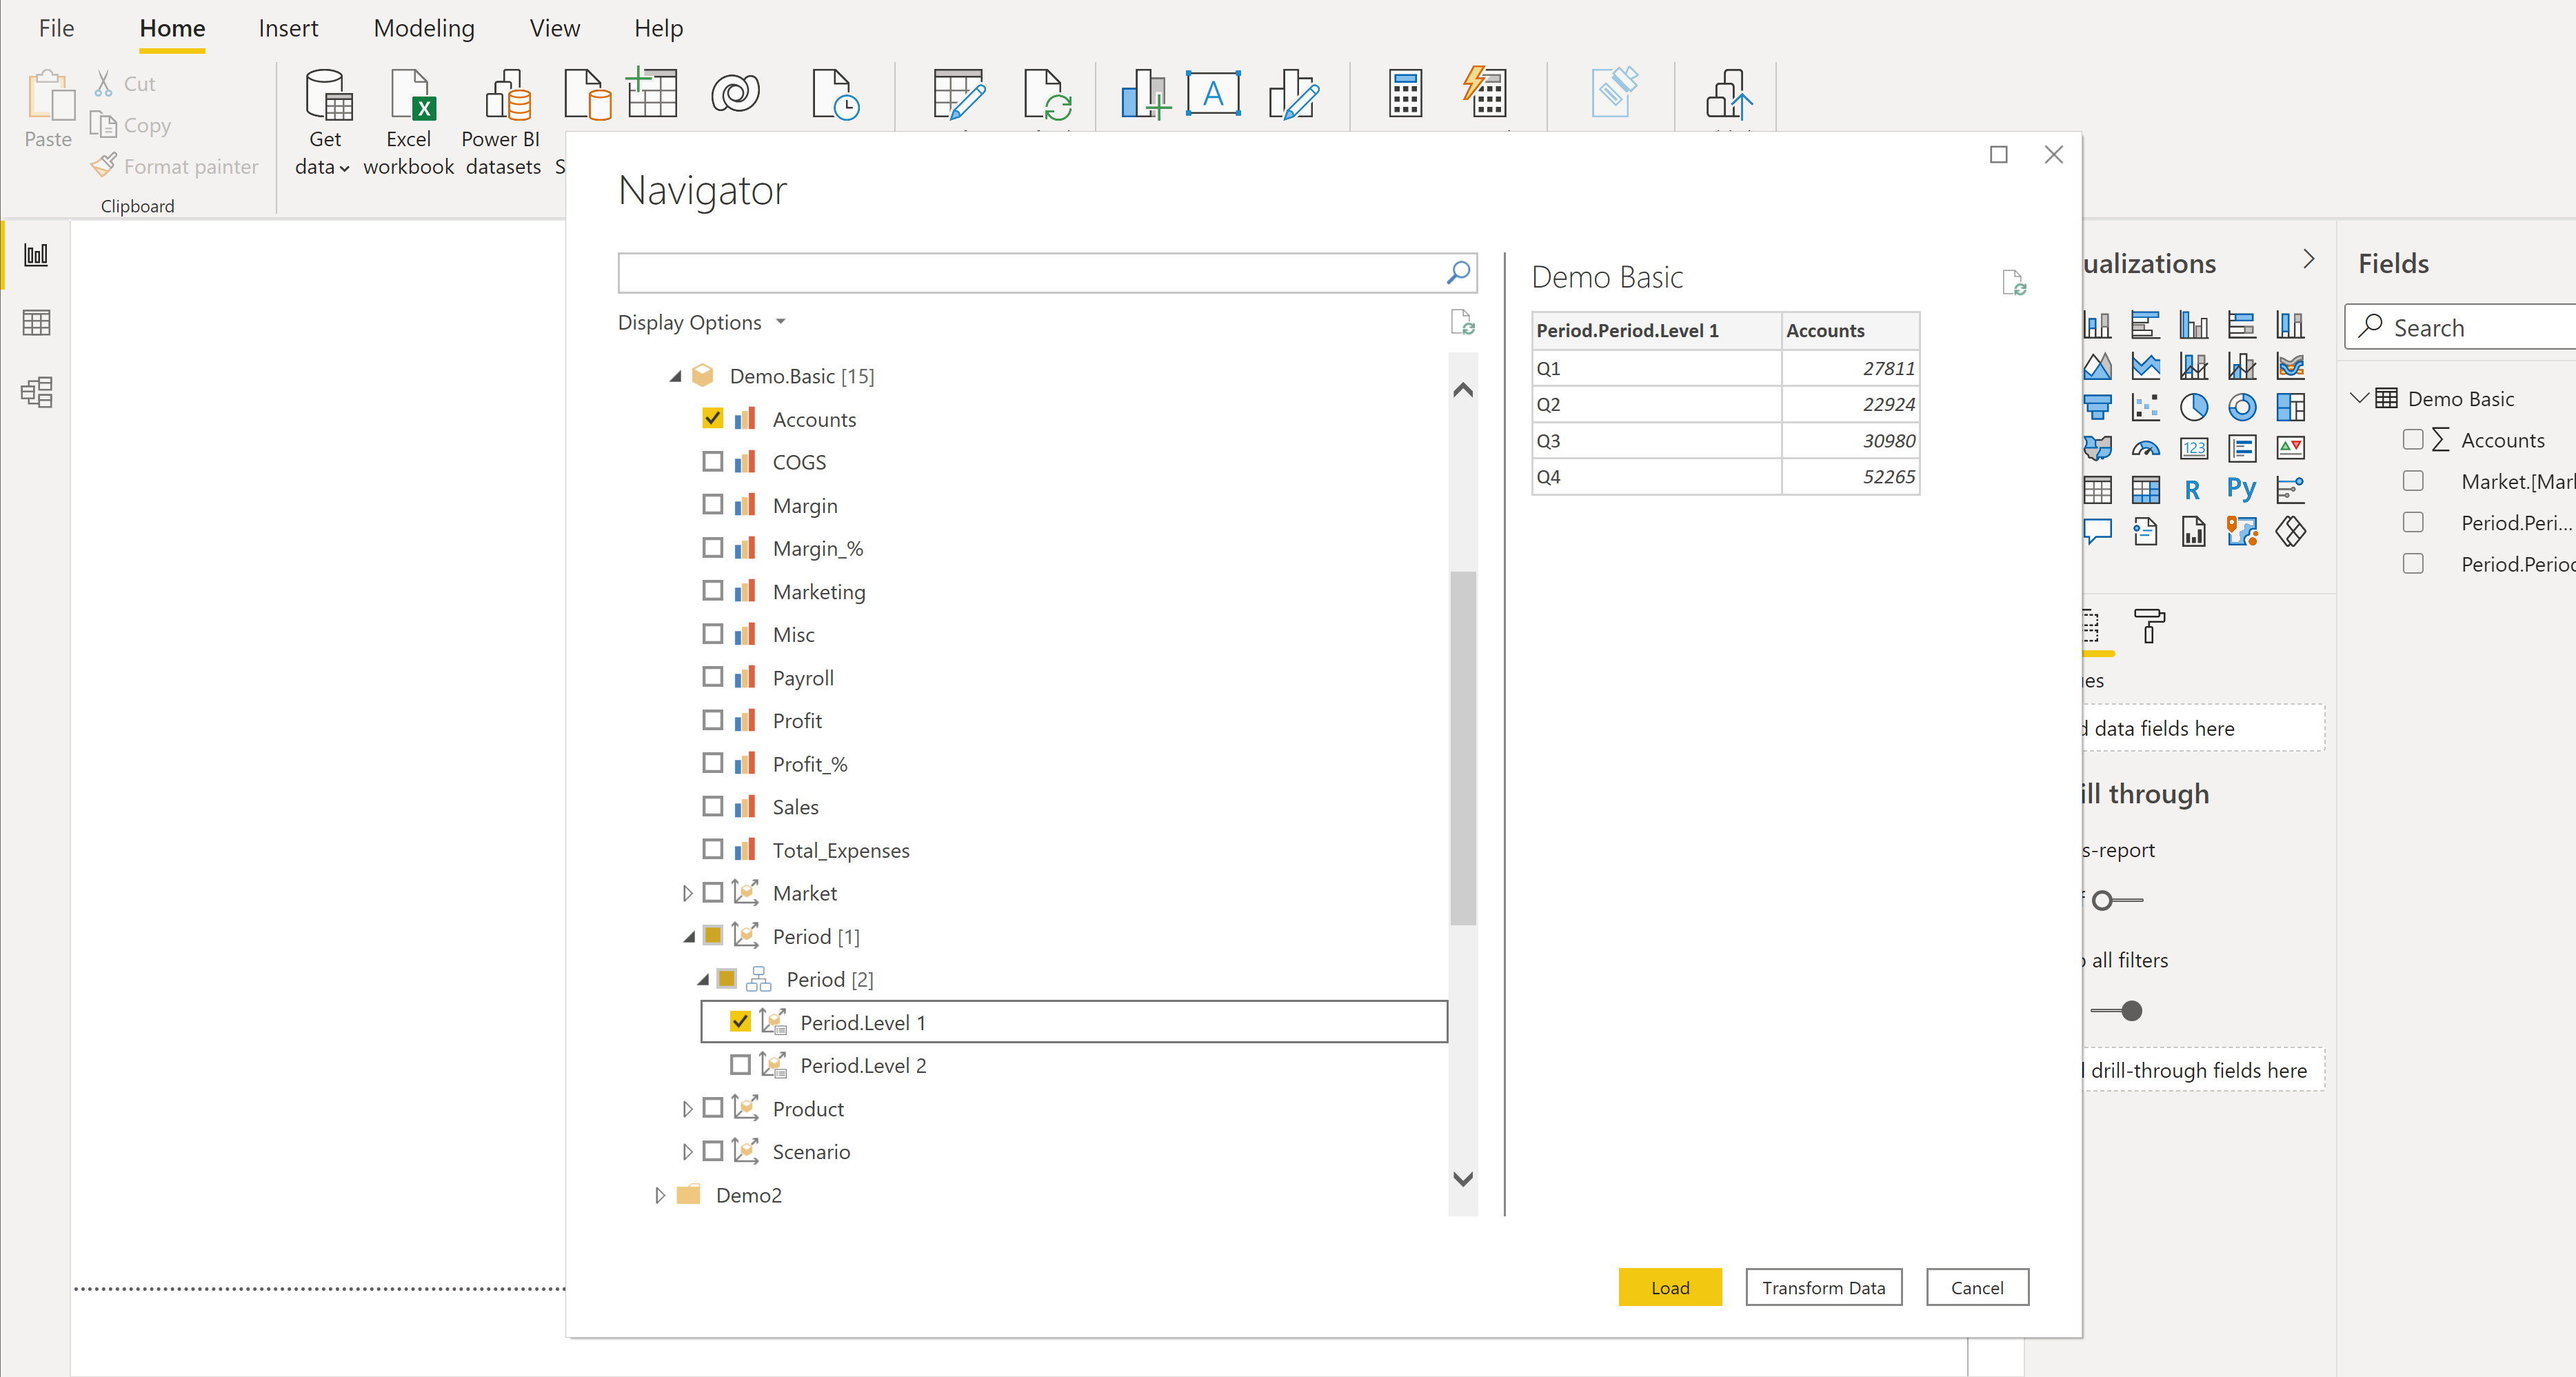 File Home Insert Modeling View Help
Paste
Cut
Copy
Format painter
Clipboard
Get data
Excel workbook
Power BI datasets
S
A
Navigator
Display Options
Demo.Basic [15]
Accounts
COGS
Margin
Margin_%
Marketing
Misc
Payroll
Profit
Profit_%
Sales
Total_Expenses
Market
Period [1]
Period [2]
Period.Level 1
Period.Level 2
Product
Scenario
Demo2
Demo Basic
Period.Period.Level 1 Accounts
Q1 27811
Q2 22924
Q3 30980
Q4 52265
Load
Transform Data
Cancel
ualizations
123
R
Py
es
d data fields here
ill through
s-report
all filters
drill-through fields here
Fields
Search
Demo Basic
Accounts
Market.[Mar
Period.Peri...
Period.Perio